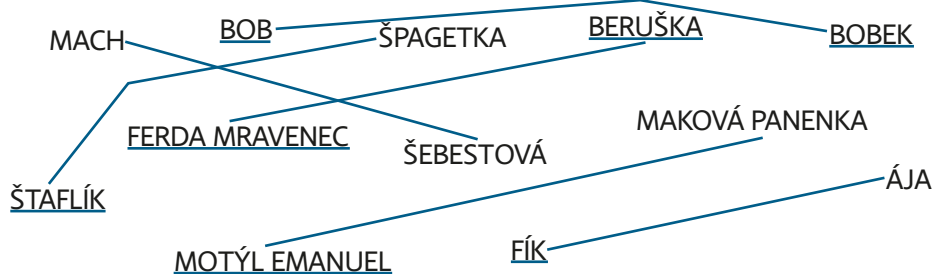 MACH
BOB
ŠPAGETKA
BERUŠKA
BOBEK
FERDA MRAVENEC
ŠEBESTOVÁ
MAKOVÁ PANENKA
ŠTAFLÍK
ÁJA
MOTÝL EMANUEL
FÍK